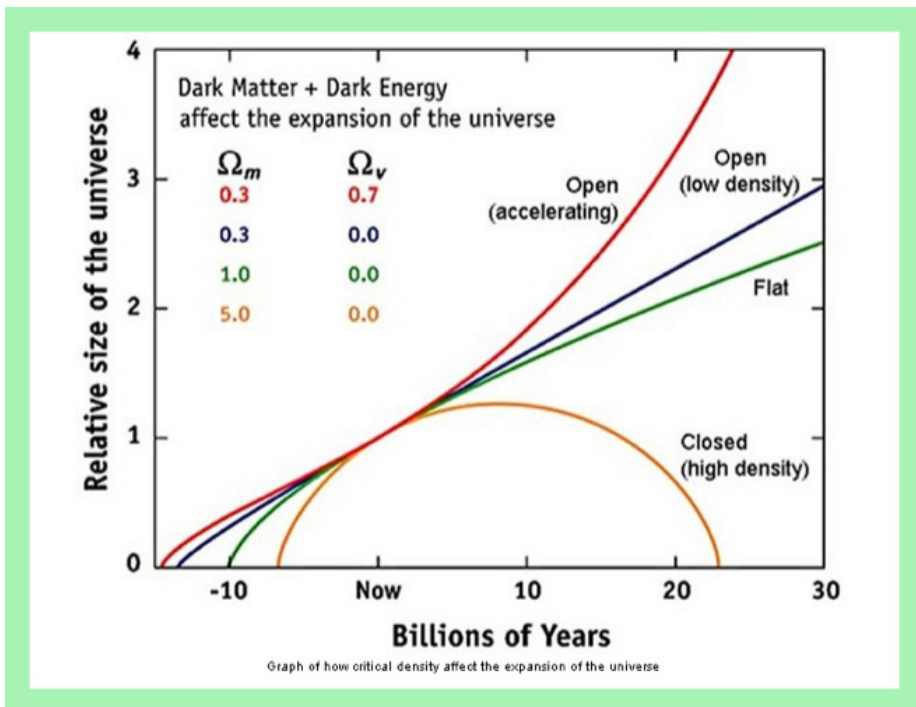 Dark Matter + Dark Energy
affect the expansion of the universe
Ωm Ωv
0.3 0.7
0.3 0.0
1.0 0.0
5.0 0.0
Open
(accelerating)
Open
(low density)
Flat
Closed
(high density)
Relative size of the universe
4
3
2
1
0
-10 Now 10 20 30
Billions of Years
Graph of how critical density affect the expansion of the universe